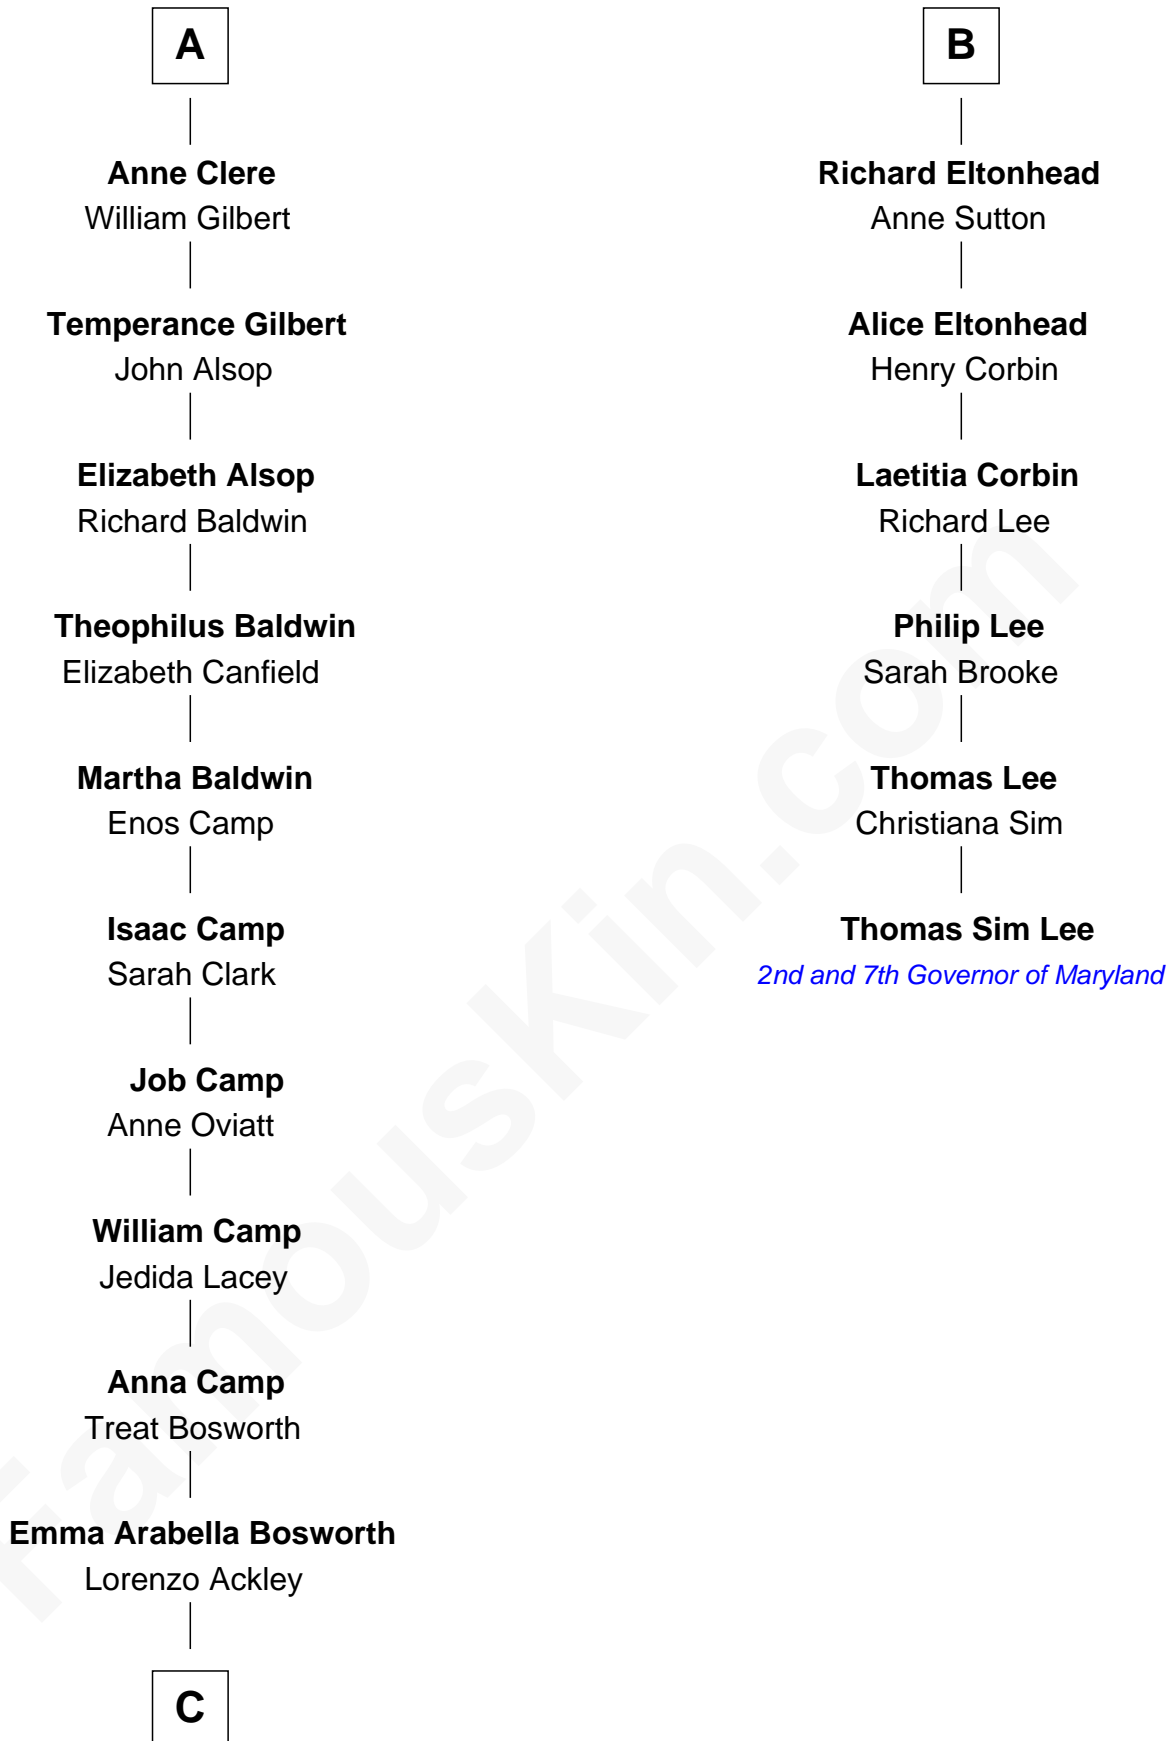 A
Anne Clere
William Gilbert
Temperance Gilbert
John Alsop
Elizabeth Alsop
Richard Baldwin
Theophilus Baldwin
Elizabeth Canfield
Martha Baldwin
Enos Camp
Isaac Camp
Sarah Clark
Job Camp
Anne Oviatt
William Camp
Jedida Lacey
Anna Camp
Treat Bosworth
Emma Arabella Bosworth
Lorenzo Ackley
C
B
Richard Eltonhead
Anne Sutton
Alice Eltonhead
Henry Corbin
Laetitia Corbin
Richard Lee
Philip Lee
Sarah Brooke
Thomas Lee
Christiana Sim
Thomas Sim Lee
2nd and 7th Governor of Maryland
FamousKin.com